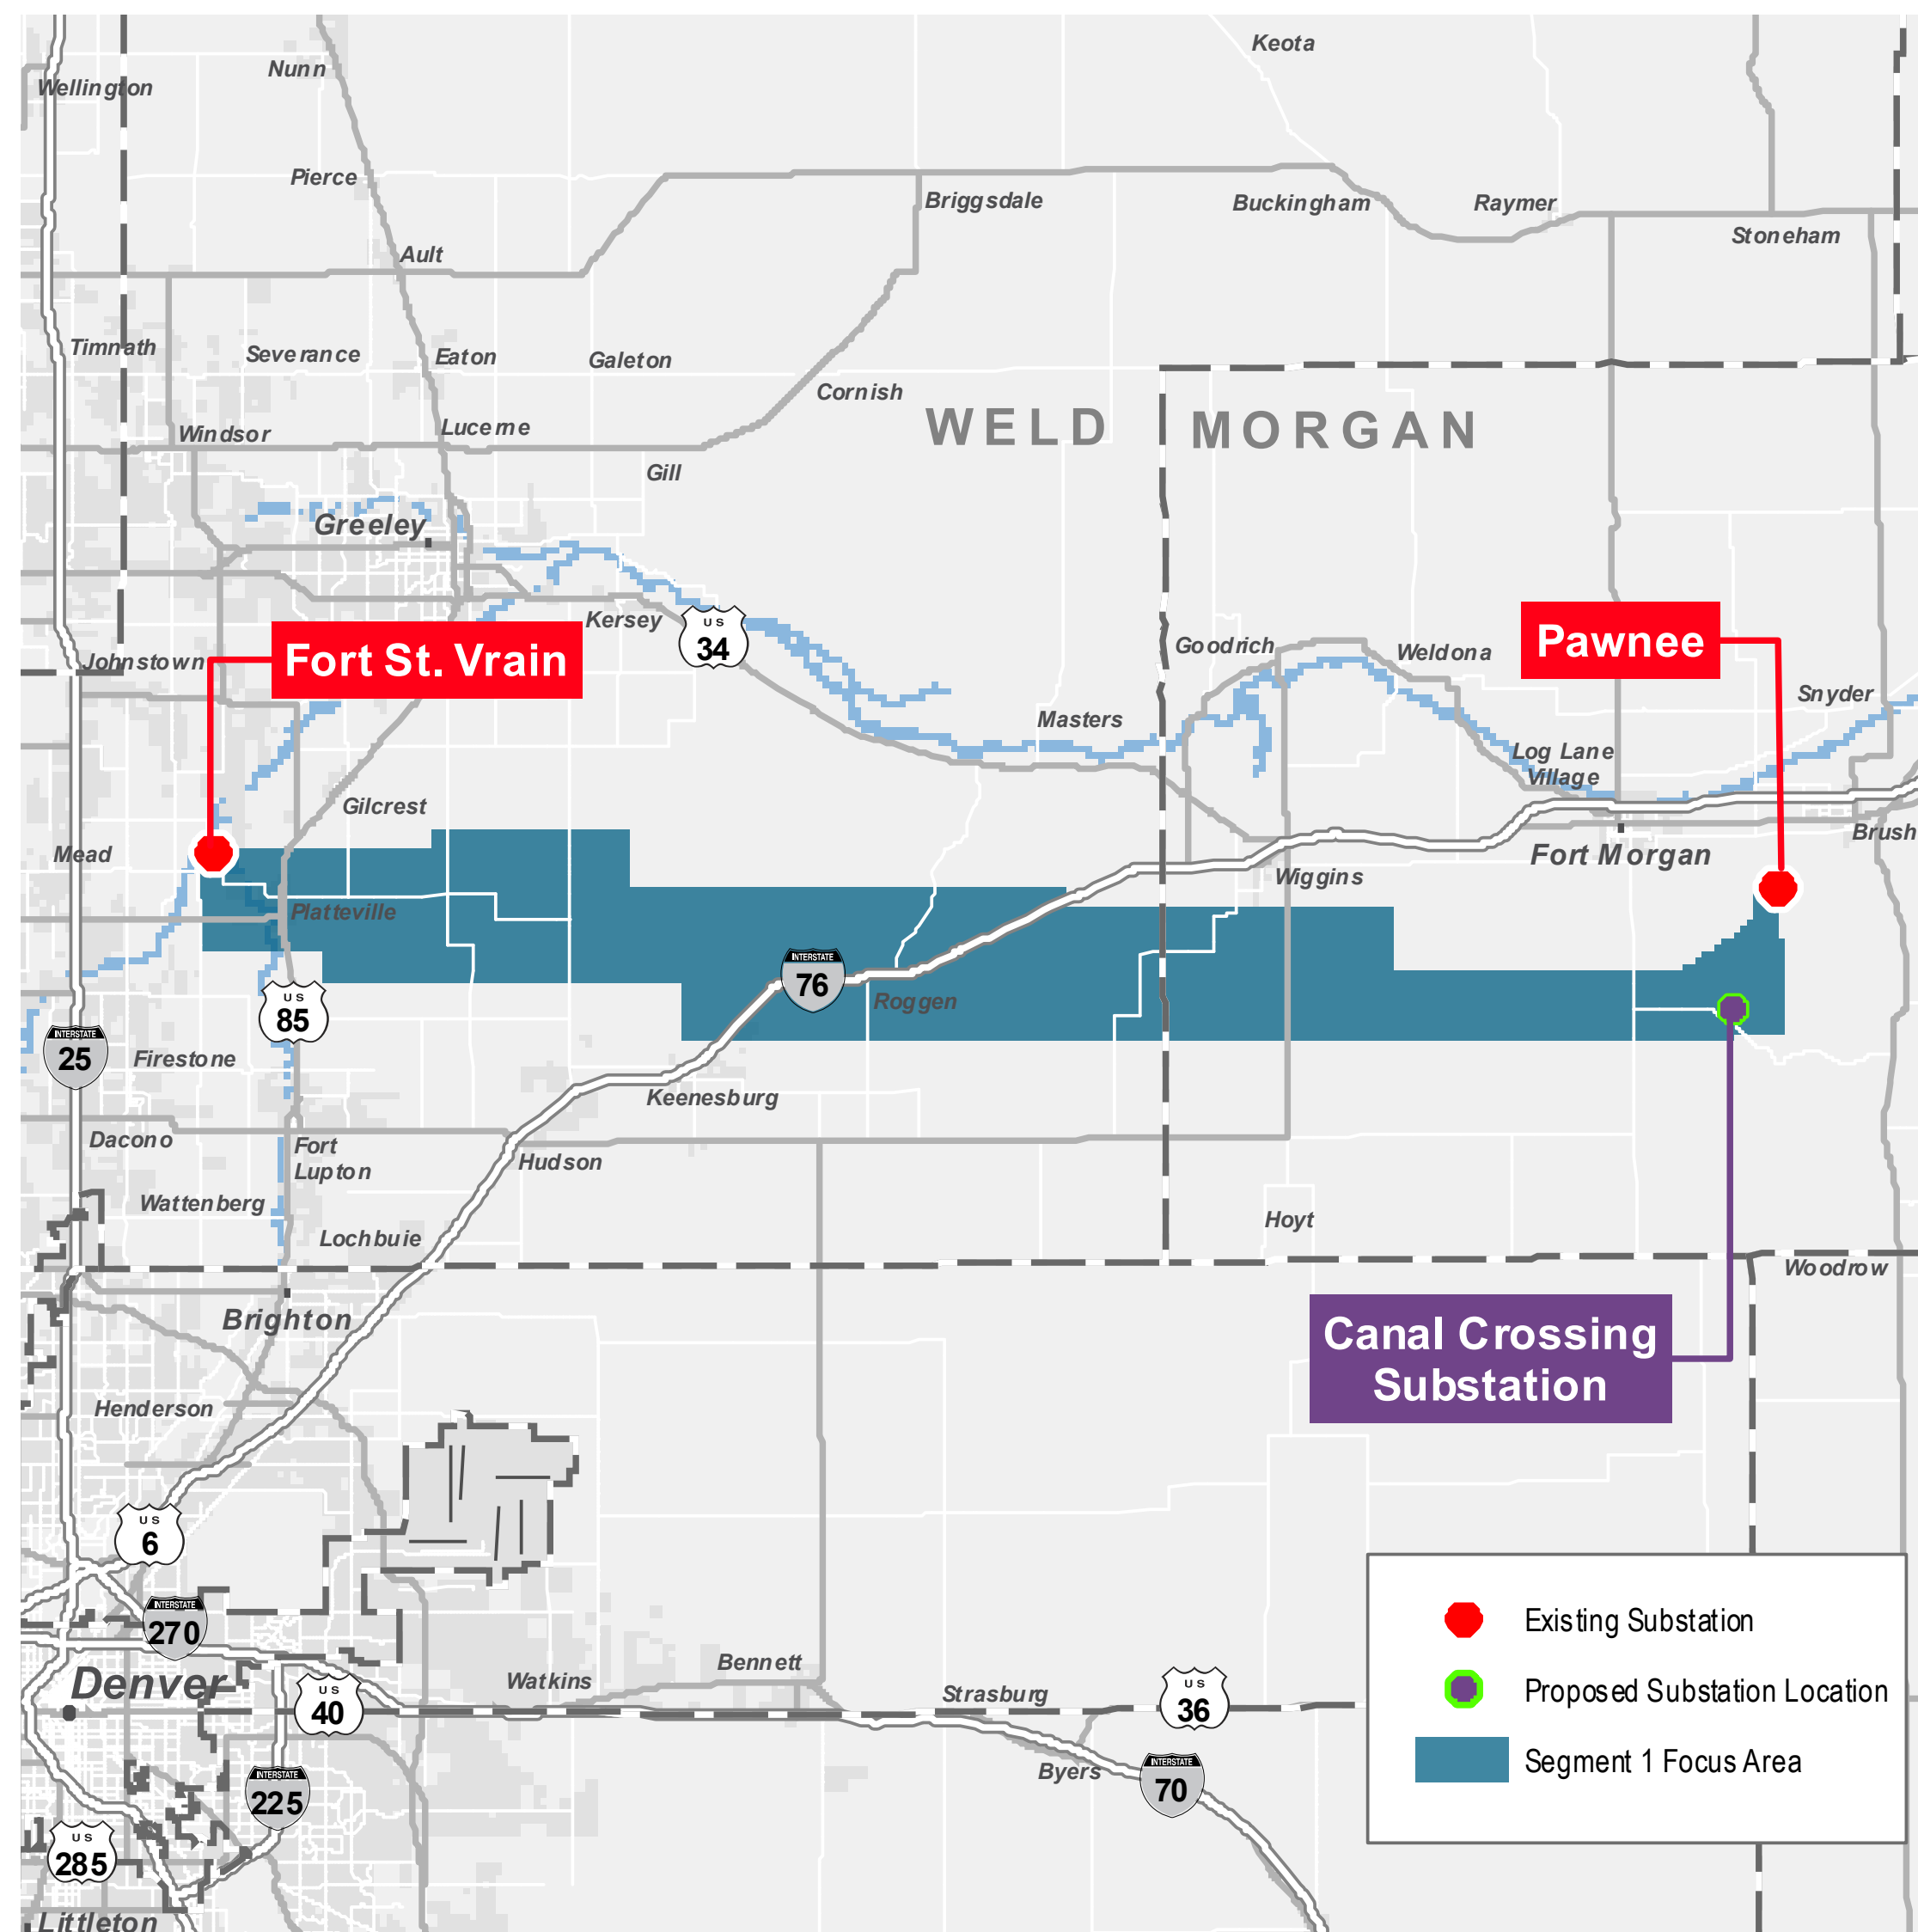 Keota
Nunn
Wellington
Pierce
Briggsdale
Buckingham
Raymer
Stoneham
Ault
Timnath
Severance
Eaton
Galeton
Cornish
WELD
MORGAN
Windsor
Lucerne
Gill
Greeley
Kersey
US
34
Goodrich
Weldona
Pawnee
Fort St. Vrain
Johnstown
Snyder
Masters
Log Lane
Village
Gilcrest
Mead
Fort Morgan
Brush
Wiggins
Platteville
INTERSTATE
76
Roggen
US
85
INTERSTATE
25
Firestone
Keenesburg
Dacono
Fort
Lupton
Hudson
Wattenberg
Lochbuie
Hoyt
Woodrow
Brighton
Canal Crossing
Substation
Henderson
US
6
INTERSTATE
270
Denver
US
40
Watkins
Bennett
Strasburg
US
36
Byers
INTERSTATE
70
INTERSTATE
225
US
285
Littleton
Existing Substation
Proposed Substation Location
Segment 1 Focus Area